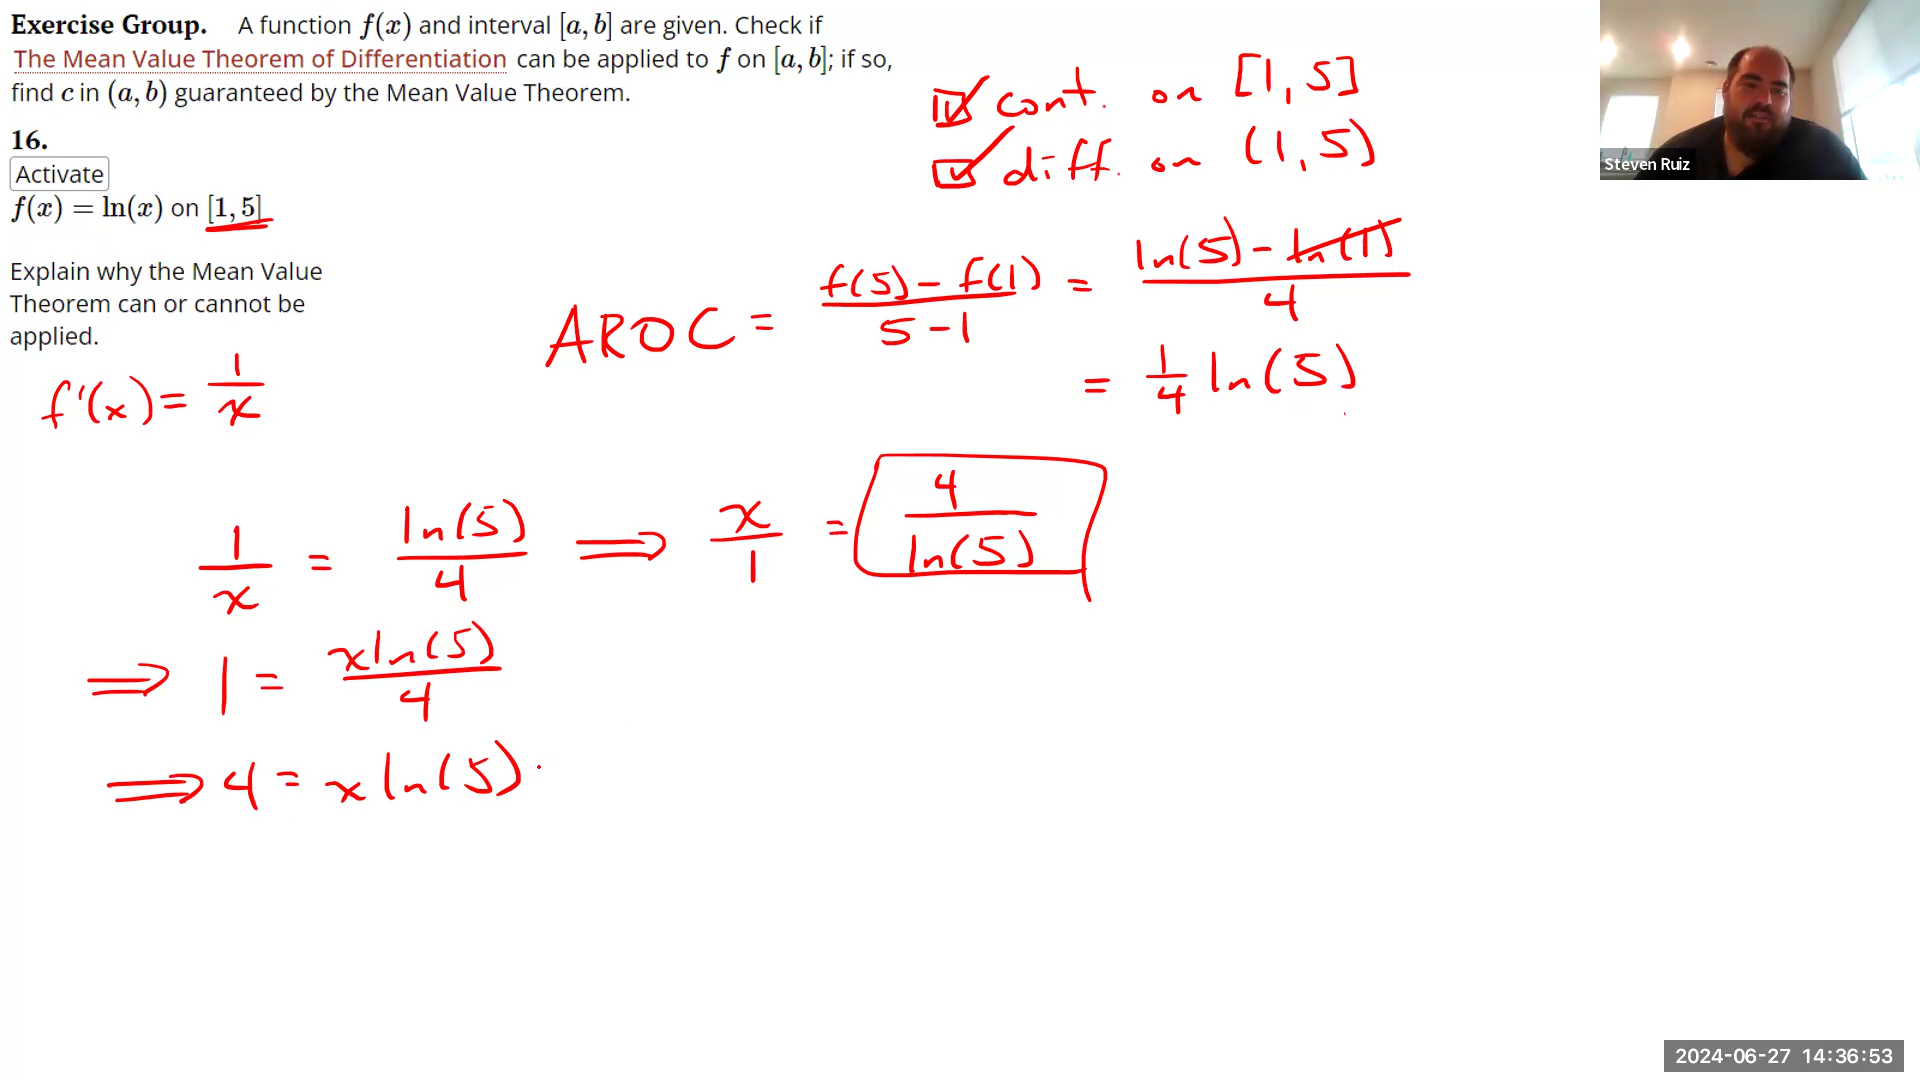 Exercise Group. A function f(x) and interval [a, b] are given. Check if
The Mean Value Theorem of Differentiation can be applied to f on [a, b]; if so,
find c in (a, b) guaranteed by the Mean Value Theorem.
16.
Activate
f(x) = ln(x) on [1, 5]
Explain why the Mean Value
Theorem can or cannot be
applied.
f'(x) = 1/x
cont. on [1, 5]
diff. on (1, 5)
AROC = f(5) - f(1) / 5 - 1 = ln(5) - ln(1) / 4
= 1/4 ln(5)
1/x = ln(5)/4 ⟹ x/1 = 4/ln(5)
⟹ 1 = x ln(5)/4
⟹ 4 = x ln(5)
Steven Ruiz
2024-06-27 14:36:53